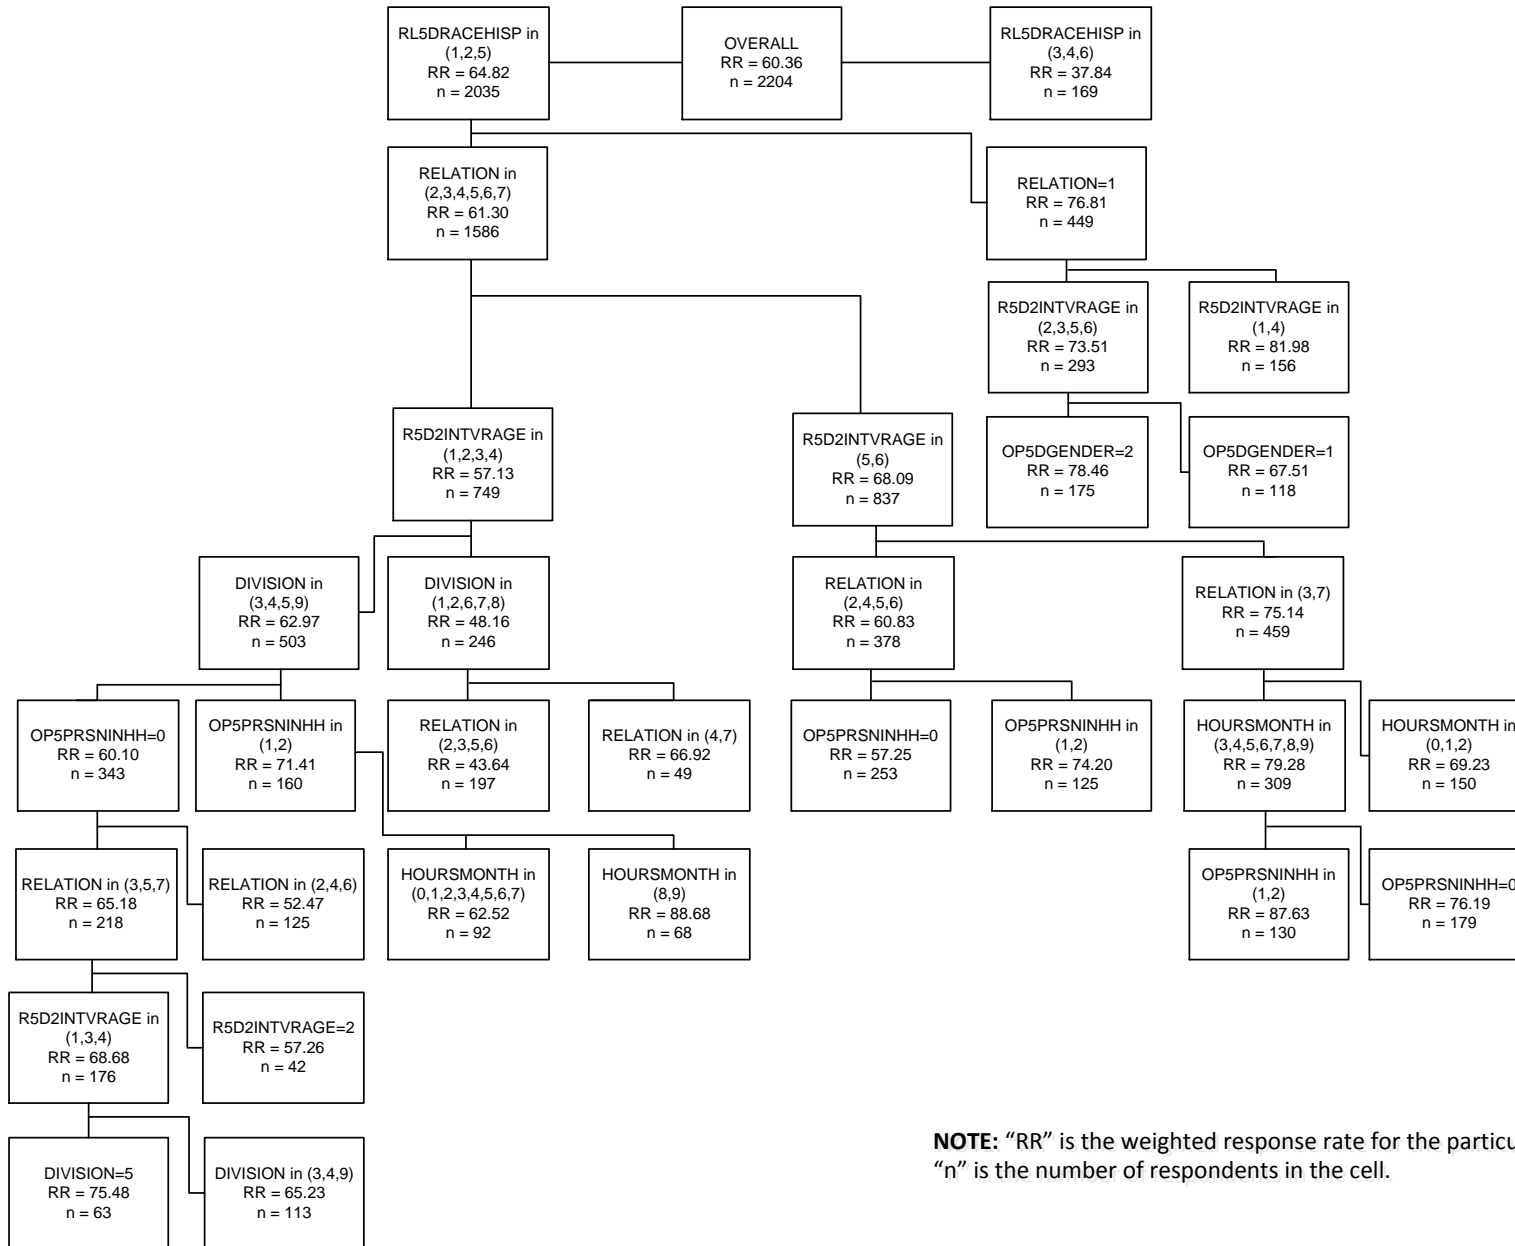 RL5DRACEHISP in
(1,2,5)
RR = 64.82
n = 2035
OVERALL
RR = 60.36
n = 2204
RL5DRACEHISP in
(3,4,6)
RR = 37.84
n = 169
RELATION in
(2,3,4,5,6,7)
RR = 61.30
n = 1586
RELATION=1
RR = 76.81
n = 449
R5D2INTVRAGE in
(2,3,5,6)
RR = 73.51
n = 293
R5D2INTVRAGE in
(1,4)
RR = 81.98
n = 156
R5D2INTVRAGE in
(1,2,3,4)
RR = 57.13
n = 749
R5D2INTVRAGE in
(5,6)
RR = 68.09
n = 837
OP5DGENDER=2
RR = 78.46
n = 175
OP5DGENDER=1
RR = 67.51
n = 118
DIVISION in
(3,4,5,9)
RR = 62.97
n = 503
DIVISION in
(1,2,6,7,8)
RR = 48.16
n = 246
RELATION in
(2,4,5,6)
RR = 60.83
n = 378
RELATION in (3,7)
RR = 75.14
n = 459
OP5PRSNINHH=0
RR = 60.10
n = 343
OP5PRSNINHH in
(1,2)
RR = 71.41
n = 160
RELATION in
(2,3,5,6)
RR = 43.64
n = 197
RELATION in (4,7)
RR = 66.92
n = 49
OP5PRSNINHH=0
RR = 57.25
n = 253
OP5PRSNINHH in
(1,2)
RR = 74.20
n = 125
HOURSMONTH in
(3,4,5,6,7,8,9)
RR = 79.28
n = 309
HOURSMONTH in
(0,1,2)
RR = 69.23
n = 150
RELATION in (3,5,7)
RR = 65.18
n = 218
RELATION in (2,4,6)
RR = 52.47
n = 125
HOURSMONTH in
(0,1,2,3,4,5,6,7)
RR = 62.52
n = 92
HOURSMONTH in
(8,9)
RR = 88.68
n = 68
OP5PRSNINHH in
(1,2)
RR = 87.63
n = 130
OP5PRSNINHH=0
RR = 76.19
n = 179
R5D2INTVRAGE in
(1,3,4)
RR = 68.68
n = 176
R5D2INTVRAGE=2
RR = 57.26
n = 42
DIVISION=5
RR = 75.48
n = 63
DIVISION in (3,4,9)
RR = 65.23
n = 113
NOTE: “RR” is the weighted response rate for the
“n” is the number of respondents in the cell.